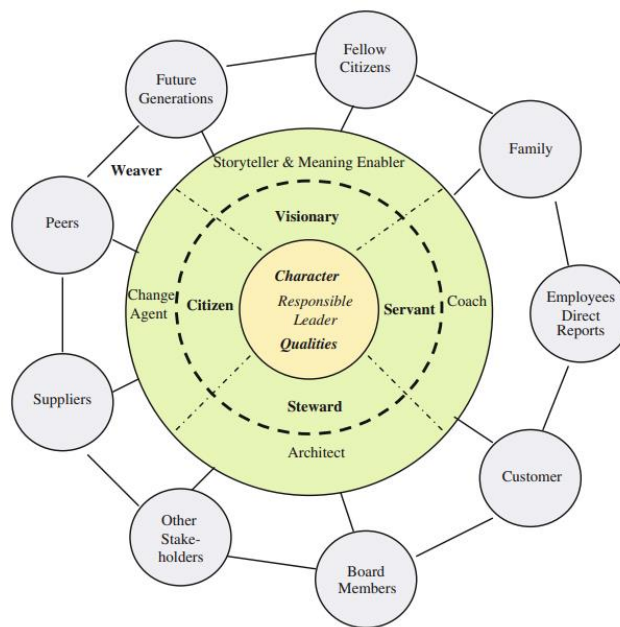 Fellow
Citizens
Future
Generations
Family
Weaver
Storyteller & Meaning Enabler
Peers
Visionary
Character
Responsible
Leader
Qualities
Change
Agent
Citizen
Servant
Coach
Employees
Direct
Reports
Suppliers
Steward
Architect
Customer
Other
Stake-
holders
Board
Members